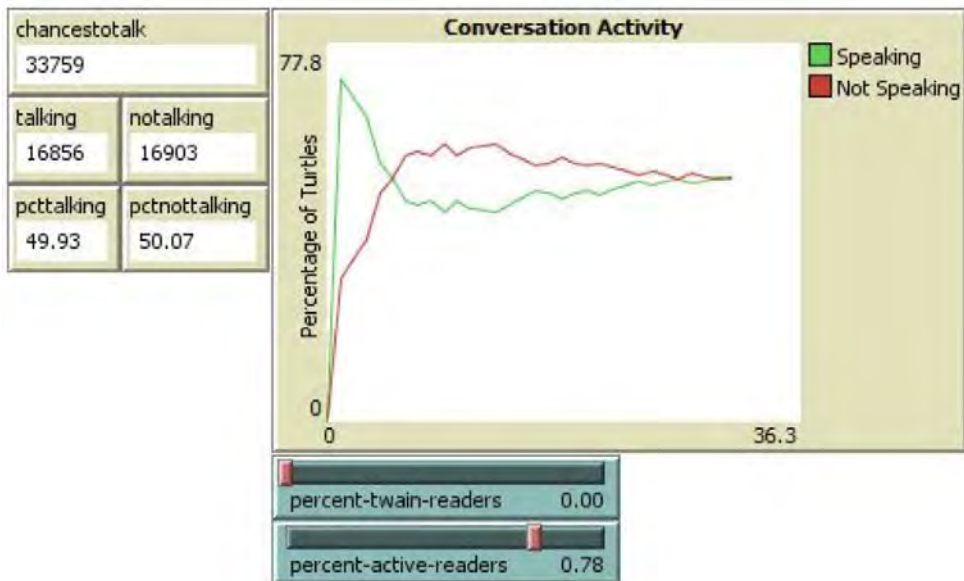 chancestotalk
33759
talking
notalking
16856
16903
pcttalking
pctnottalking
49.93
50.07
Conversation Activity
77.8
Percentage of Turtles
0
0
36.3
Speaking
Not Speaking
percent-twain-readers 0.00
percent-active-readers 0.78